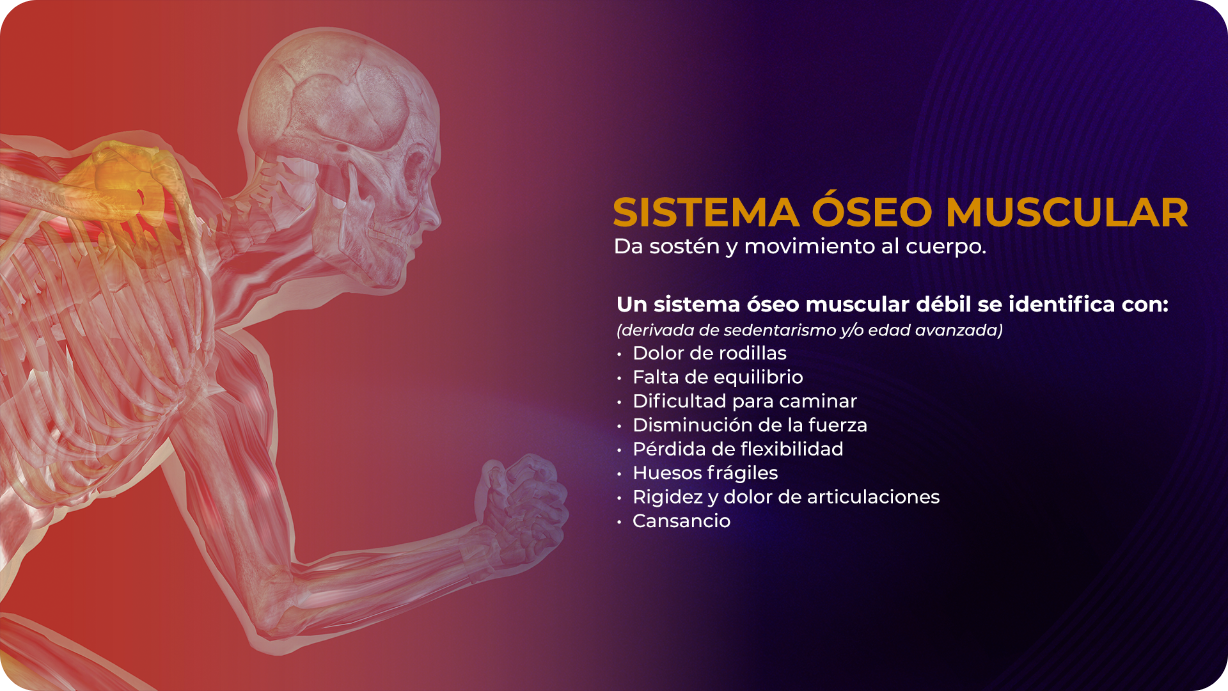 SISTEMA ÓSEO MUSCULAR
Da sostén y movimiento al cuerpo.
Un sistema óseo muscular débil se identifica con:
(derivada de sedentarismo y/o edad avanzada)
• Dolor de rodillas
• Falta de equilibrio
• Dificultad para caminar
• Disminución de la fuerza
• Pérdida de flexibilidad
• Huesos frágiles
• Rigidez y dolor de articulaciones
• Cansancio